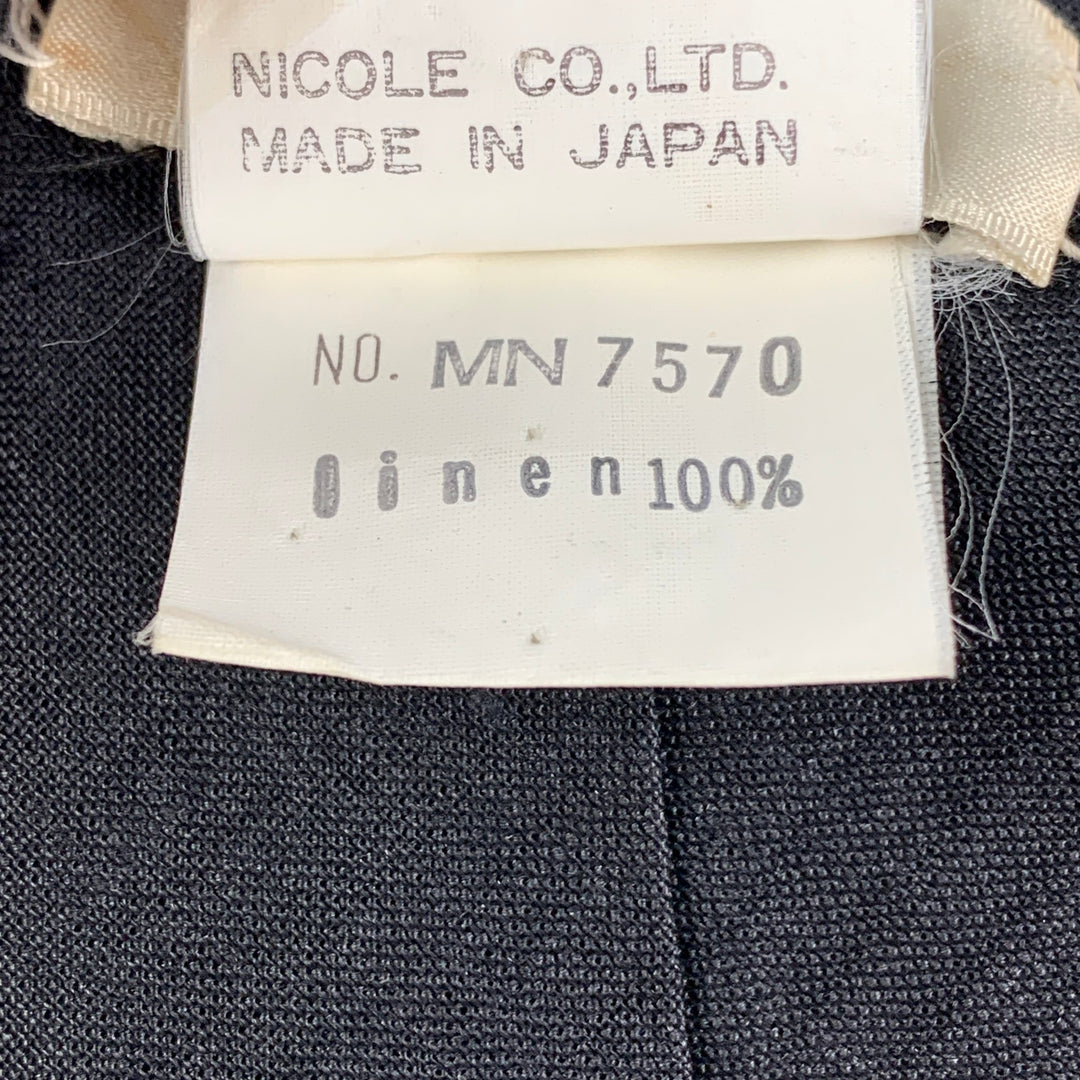 NICOLE CO.,LTD.
MADE IN JAPAN
NO. MN 7570
linen 100%